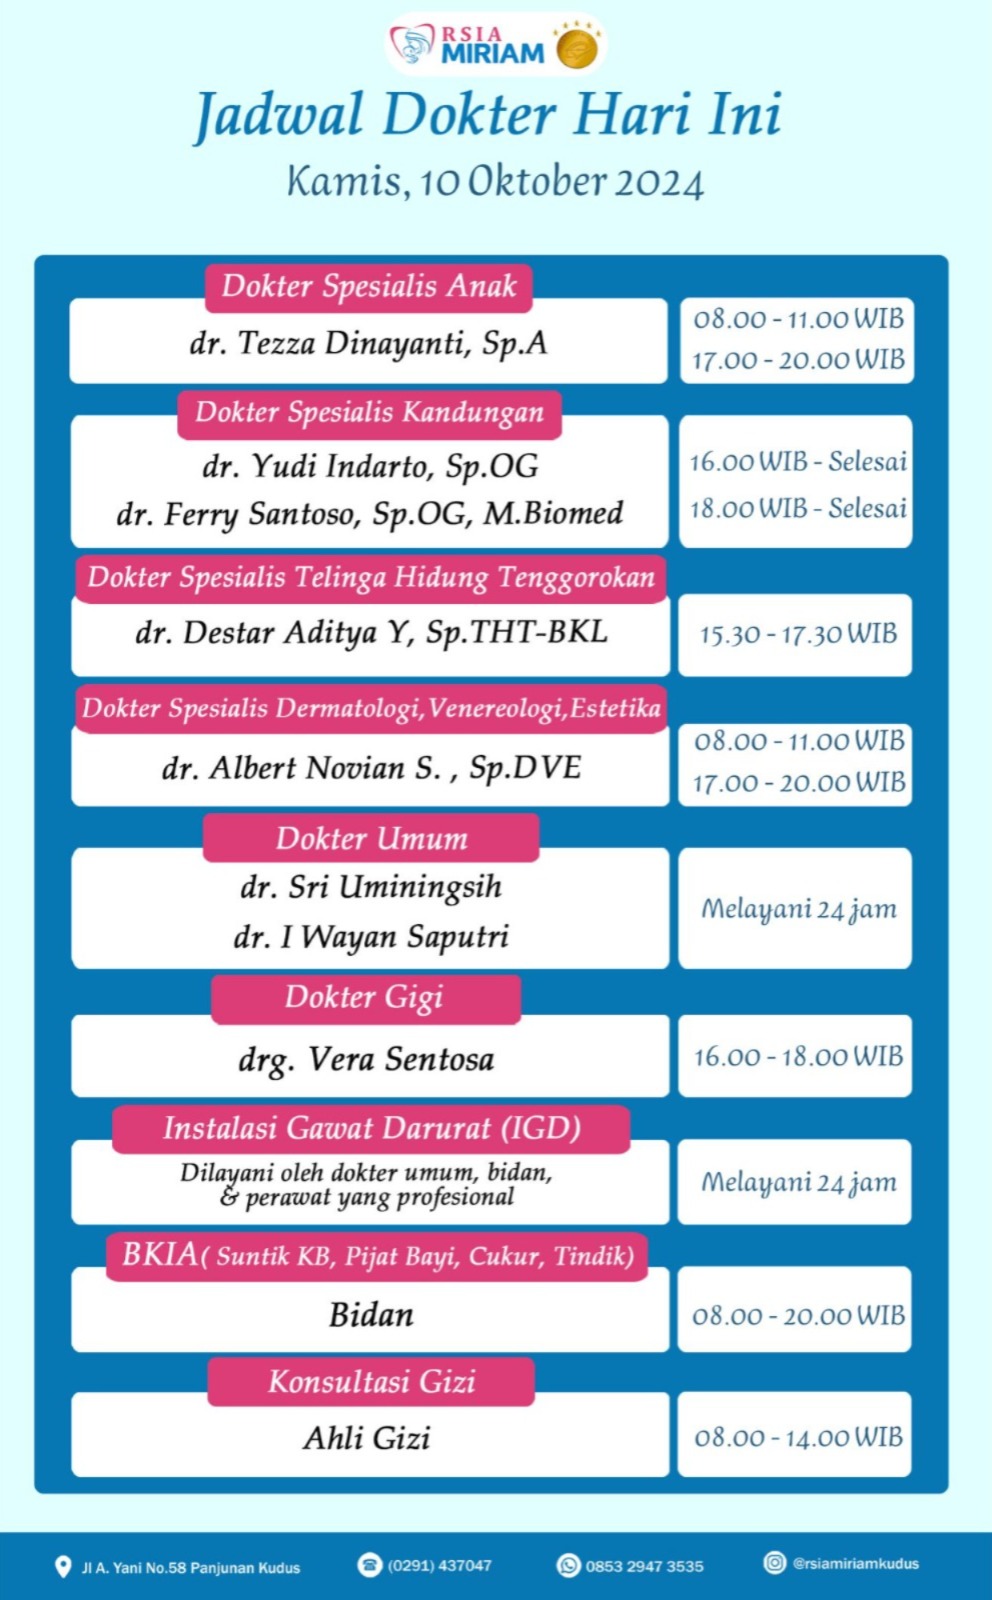 RSIA
MIRIAM
Jadwal Dokter Hari Ini
Kamis, 10 Oktober 2024
Dokter Spesialis Anak
dr. Tezza Dinayanti, Sp.A
08.00 - 11.00 WIB
17.00 - 20.00 WIB
Dokter Spesialis Kandungan
dr. Yudi Indarto, Sp.OG
16.00 WIB - Selesai
dr. Ferry Santoso, Sp.OG, M.Biomed
18.00 WIB - Selesai
Dokter Spesialis Telinga Hidung Tenggorokan
dr. Destar Aditya Y, Sp.THT-BKL
15.30 - 17.30 WIB
Dokter Spesialis Dermatologi,Venereologi,Estetika
dr. Albert Novian S. , Sp.DVE
08.00 - 11.00 WIB
17.00 - 20.00 WIB
Dokter Umum
dr. Sri Uminingsih
dr. I Wayan Saputri
Melayani 24 jam
Dokter Gigi
drg. Vera Sentosa
16.00 - 18.00 WIB
Instalasi Gawat Darurat (IGD)
Dilayani oleh dokter umum, bidan,
& perawat yang profesional
Melayani 24 jam
BKIA( Suntik KB, Pijat Bayi, Cukur, Tindik)
Bidan
08.00 - 20.00 WIB
Konsultasi Gizi
Ahli Gizi
08.00 - 14.00 WIB
Jl A. Yani No.58 Panjunan Kudus
(0291) 437047
0853 2947 3535
@rsiamiriamkudus